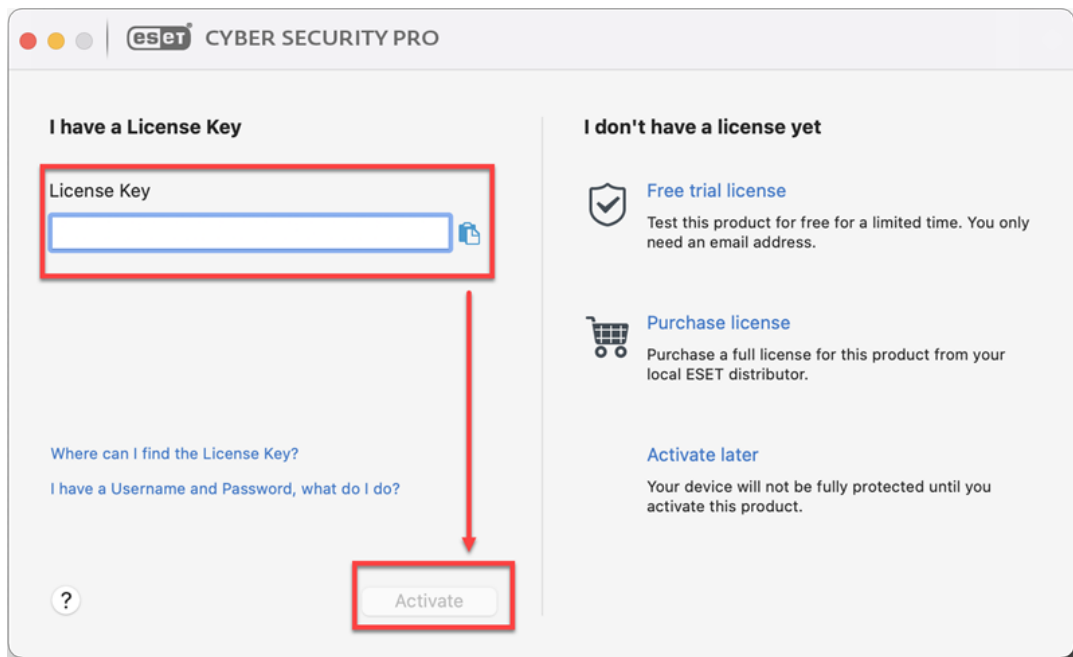 eset CYBER SECURITY PRO
I have a License Key
License Key
Where can I find the License Key?
I have a Username and Password, what do I do?
?
Activate
I don't have a license yet
Free trial license
Test this product for free for a limited time. You only
need an email address.
Purchase license
Purchase a full license for this product from your
local ESET distributor.
Activate later
Your device will not be fully protected until you
activate this product.